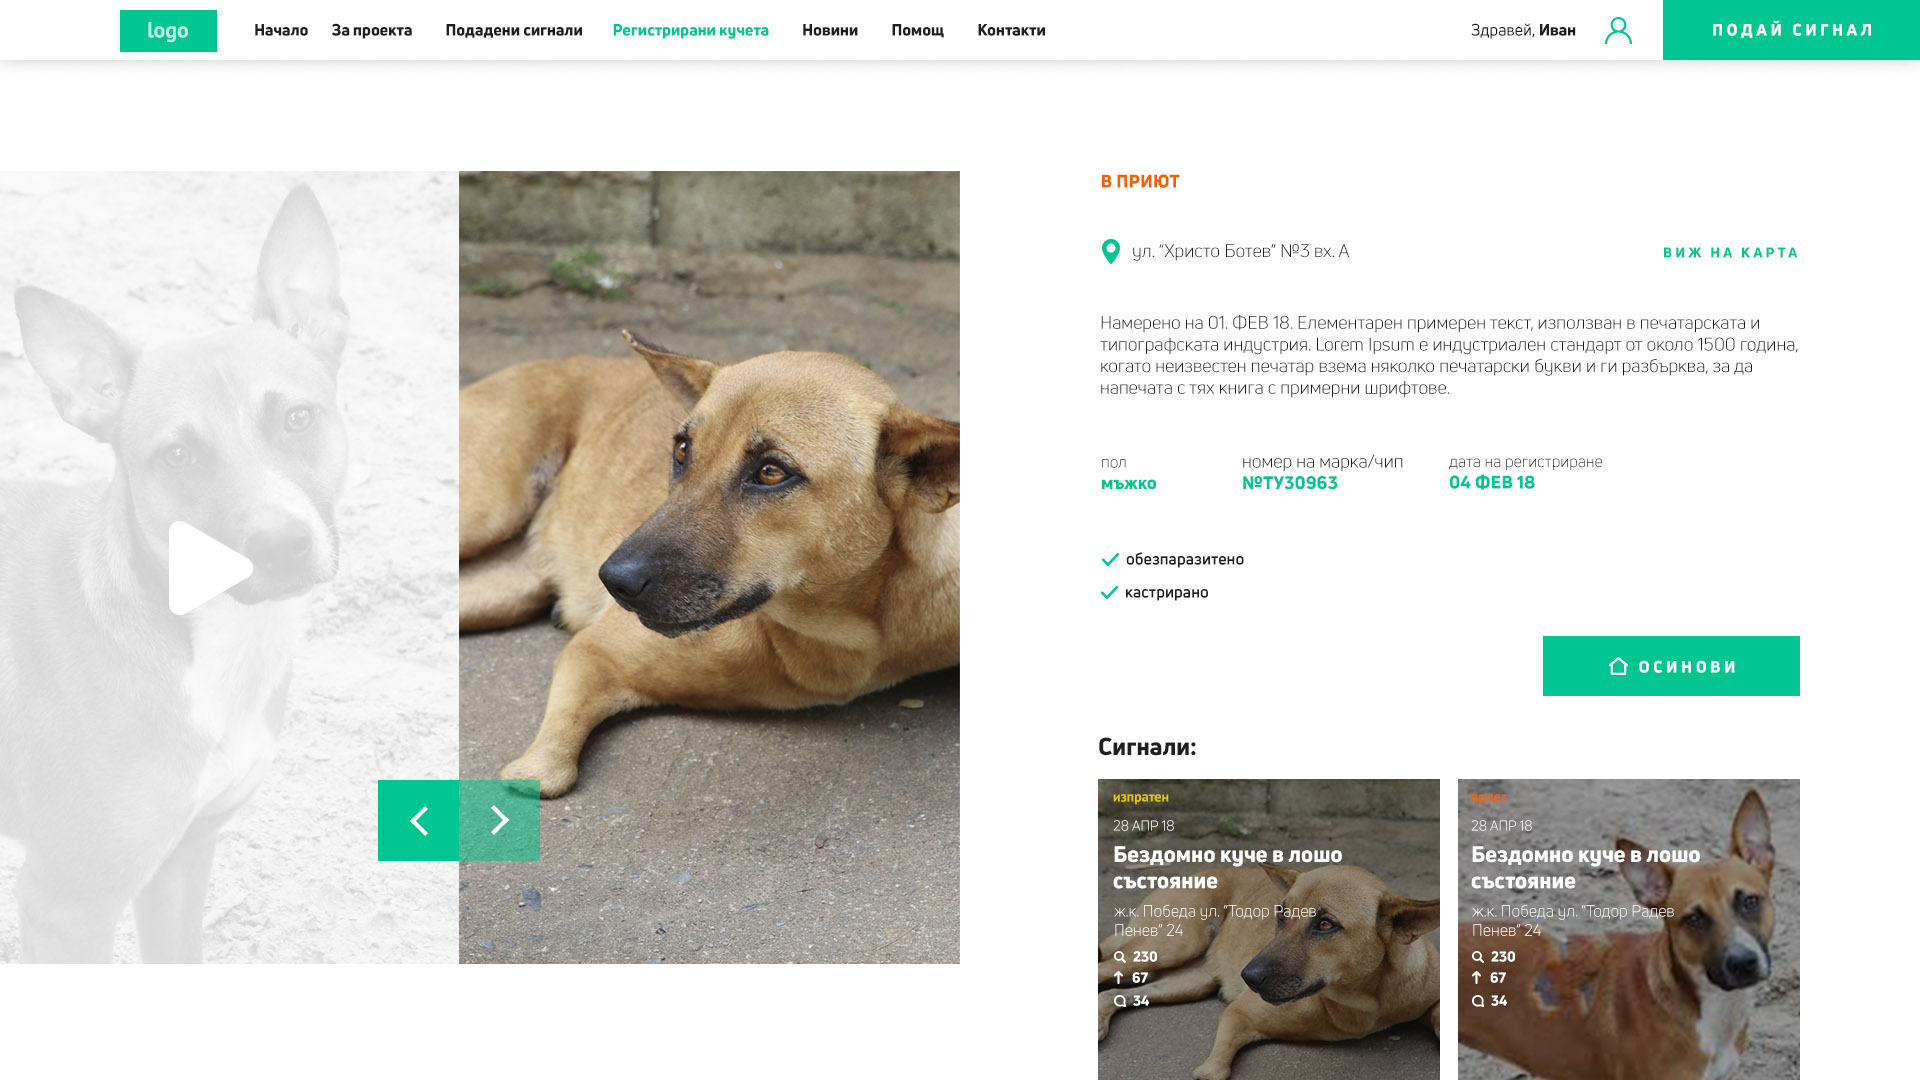 logo
Начало
За проекта
Подадени сигнали
Регистрирани кучета
Новини
Помощ
Контакти
Здравей, Иван
ПОДАЙ СИГНАЛ
В ПРИЮТ
ул. “Христо Ботев” №3 вх. А
ВИЖ НА КАРТА
Намерено на 01. ФЕВ 18. Елементарен примерен текст, използван в печатарската и
типографската индустрия. Lorem Ipsum е индустриален стандарт от около 1500 година,
когато неизвестен печатар взема няколко печатарски букви и ги разбърква, за да
напечата с тях книга с примерни шрифтове.
пол
мъжко
номер на марка/чип
№ТУ30963
дата на регистриране
04 ФЕВ 18
обезпаразитено
кастрирано
ОСИНОВИ
Сигнали:
изпратен
28 АПР 18
Бездомно куче в лошо
състояние
ж.к. Победа ул. “Тодор Радев
Пенев” 24
230
67
34
приет
28 АПР 18
Бездомно куче в лошо
състояние
ж.к. Победа ул. “Тодор Радев
Пенев” 24
230
67
34